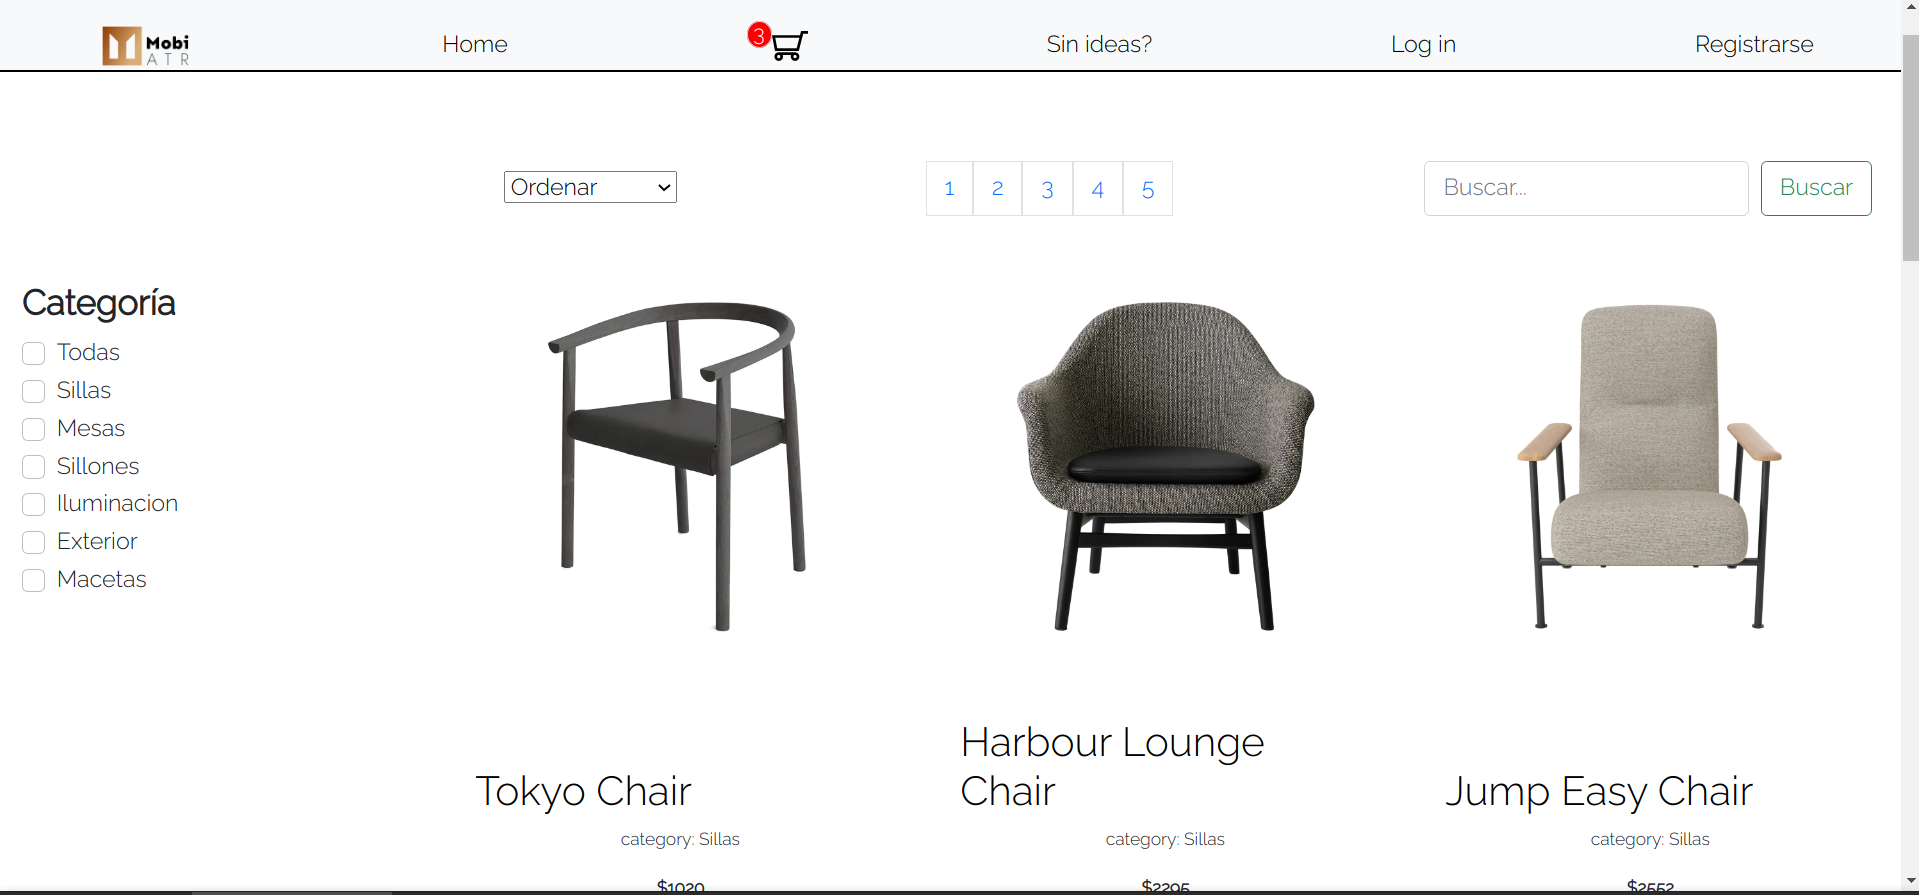 Mobi
ATR
Home
3
Sin ideas?
Log in
Registrarse
Ordenar
1 2 3 4 5
Buscar...
Buscar
Categoría
Todas
Sillas
Mesas
Sillones
Iluminacion
Exterior
Macetas
Tokyo Chair
category: Sillas
$1020
Harbour Lounge
Chair
category: Sillas
$2295
Jump Easy Chair
category: Sillas
$2552